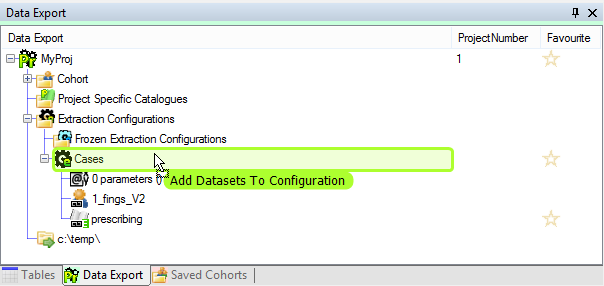 Data Export
Data Export ProjectNumber Favourite
MyProj 1
Cohort
Project Specific Catalogues
Extraction Configurations
Frozen Extraction Configurations
Cases
0 parameters ()
Add Datasets To Configuration
1_fings_V2
prescribing
c:\temp\
Tables Data Export Saved Cohorts